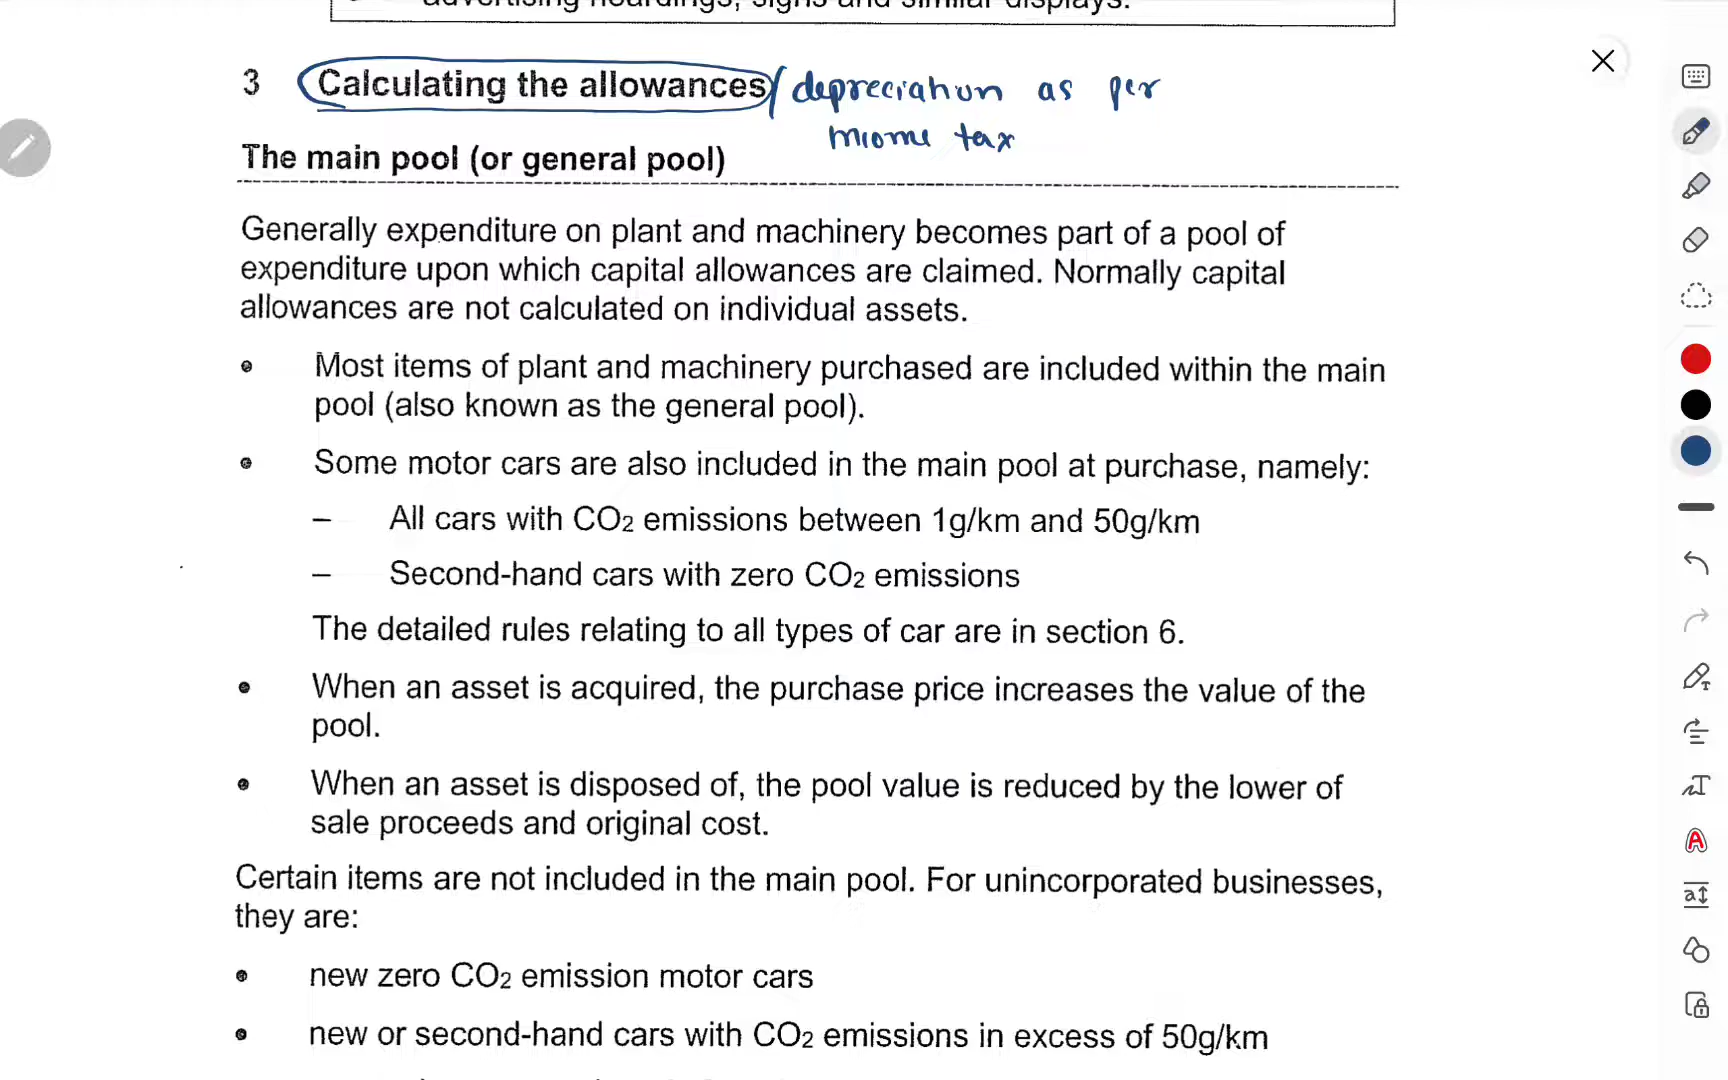 advertising hoardings, signs and similar displays.
3 Calculating the allowances / depreciation as per
income tax
The main pool (or general pool)
Generally expenditure on plant and machinery becomes part of a pool of
expenditure upon which capital allowances are claimed. Normally capital
allowances are not calculated on individual assets.
• Most items of plant and machinery purchased are included within the main
pool (also known as the general pool).
• Some motor cars are also included in the main pool at purchase, namely:
– All cars with CO2 emissions between 1g/km and 50g/km
– Second-hand cars with zero CO2 emissions
The detailed rules relating to all types of car are in section 6.
• When an asset is acquired, the purchase price increases the value of the
pool.
• When an asset is disposed of, the pool value is reduced by the lower of
sale proceeds and original cost.
Certain items are not included in the main pool. For unincorporated businesses,
they are:
• new zero CO2 emission motor cars
• new or second-hand cars with CO2 emissions in excess of 50g/km